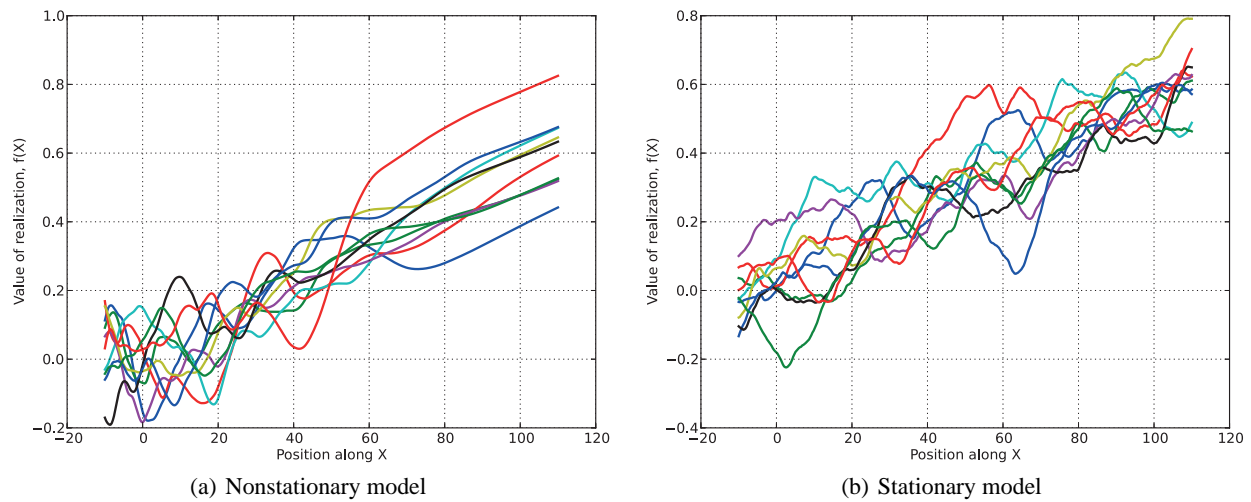 1.0
0.8
0.6
0.4
0.2
0.0
−0.2
−20 0 20 40 60 80 100 120
Position along X
Value of realization, f(X)
(a) Nonstationary model
0.8
0.6
0.4
0.2
0.0
−0.2
−0.4
−20 0 20 40 60 80 100 120
Position along X
Value of realization, f(X)
(b) Stationary model